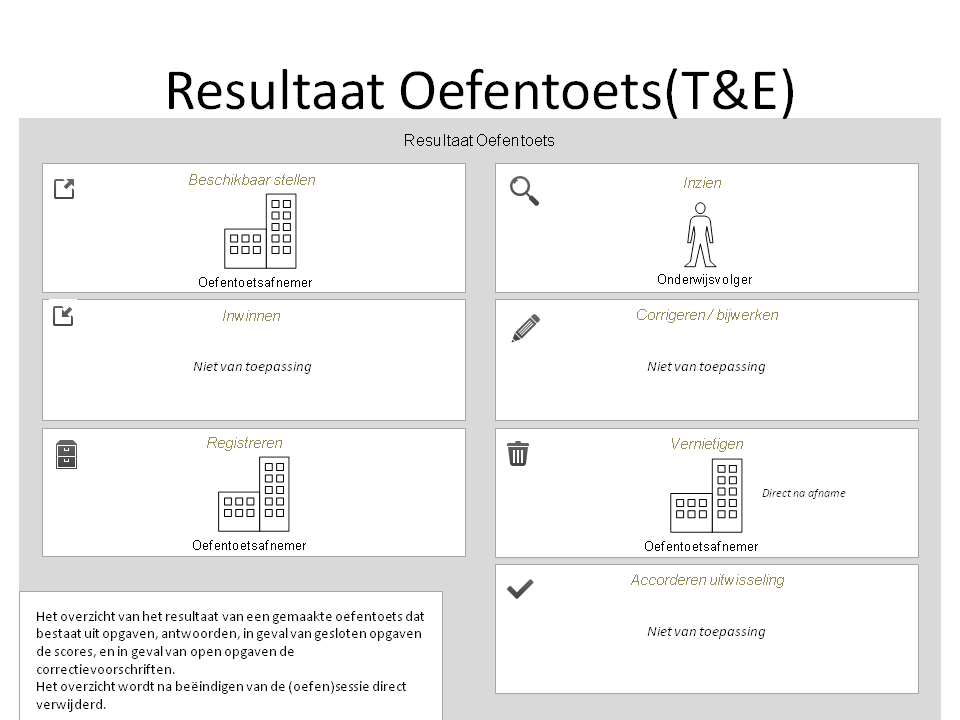 Resultaat Oefentoets(T&E)
Resultaat Oefentoets
Beschikbaar stellen
Oefentoetsafnemer
Inzien
Onderwijsvolger
Inwinnen
Niet van toepassing
Corrigeren / bijwerken
Niet van toepassing
Registreren
Oefentoetsafnemer
Vernietigen
Direct na afname
Oefentoetsafnemer
Accorderen uitwisseling
Niet van toepassing
Het overzicht van het resultaat van een gemaakte oefentoets dat
bestaat uit opgaven, antwoorden, in geval van gesloten opgaven
de scores, en in geval van open opgaven de
correctievoorschriften.
Het overzicht wordt na beëindigen van de (oefen)sessie direct
verwijderd.